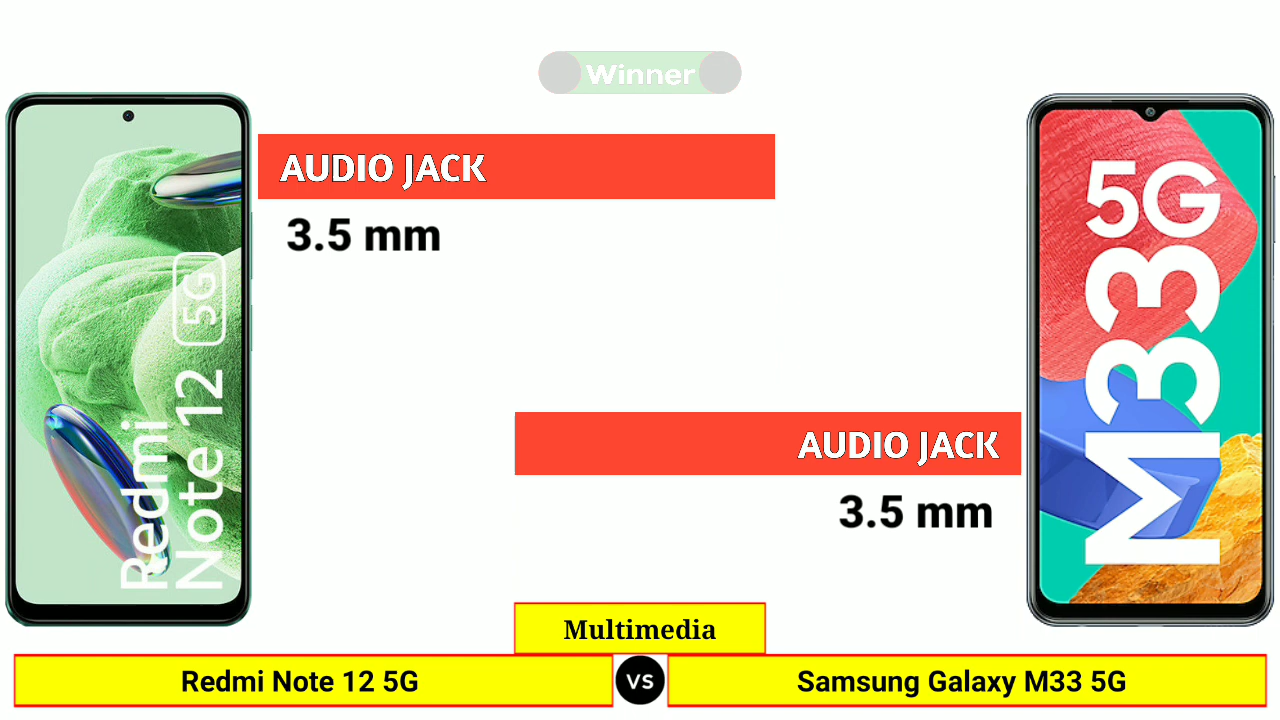 Winner
AUDIO JACK
3.5 mm
Redmi
Note 12 5G
AUDIO JACK
3.5 mm
M33 5G
Multimedia
Redmi Note 12 5G
VS
Samsung Galaxy M33 5G